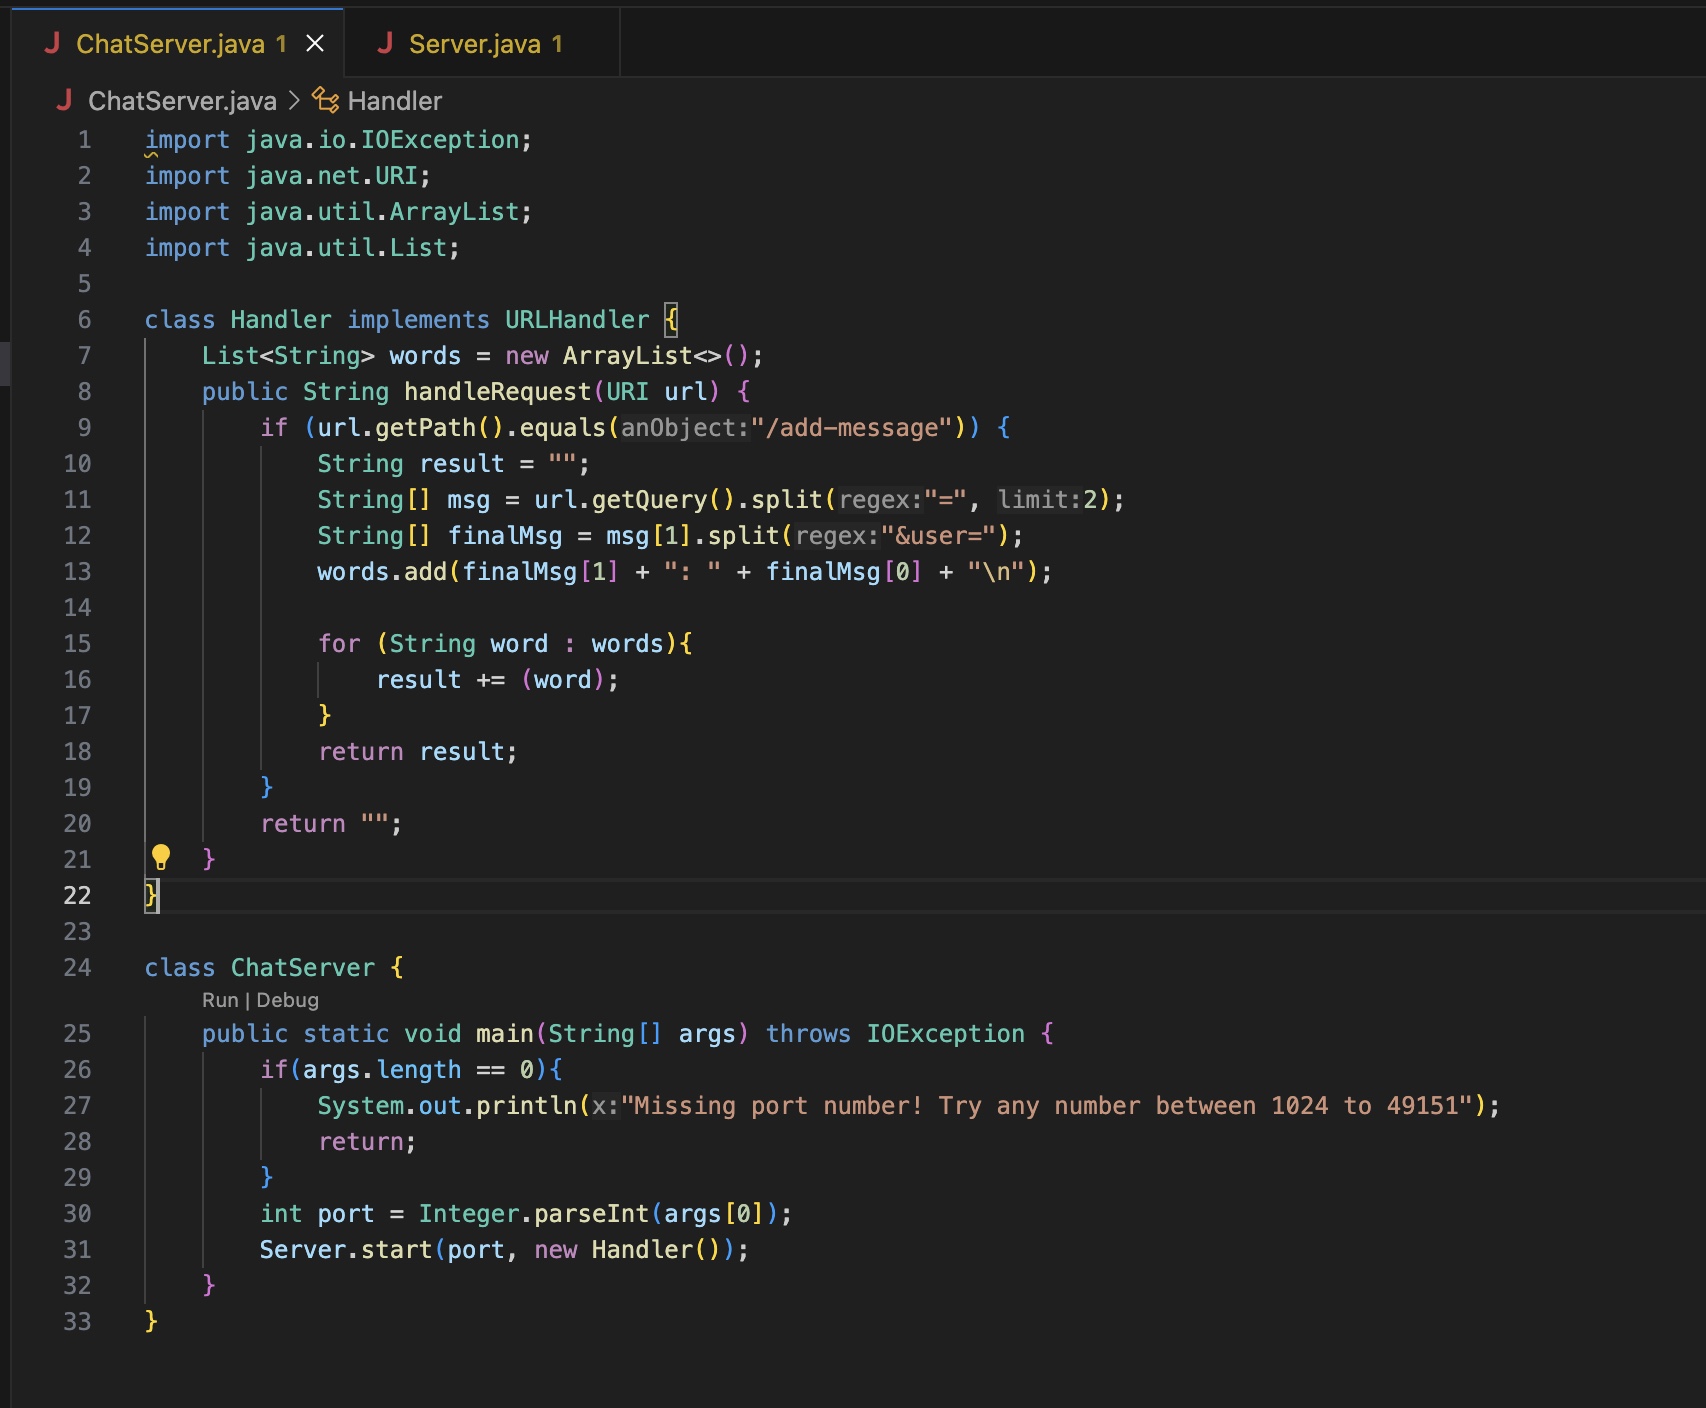 J ChatServer.java 1 J Server.java 1
J ChatServer.java > Handler
1 import java.io.IOException;
2 import java.net.URI;
3 import java.util.ArrayList;
4 import java.util.List;
5
6 class Handler implements URLHandler {
7 List<String> words = new ArrayList<>();
8 public String handleRequest(URI url) {
9 if (url.getPath().equals(anObject:"/add-message")) {
10 String result = "";
11 String[] msg = url.getQuery().split(regex:"=", limit:2);
12 String[] finalMsg = msg[1].split(regex:"&user=");
13 words.add(finalMsg[1] + ": " + finalMsg[0] + "\n");
14
15 for (String word : words){
16 result += (word);
17 }
18 return result;
19 }
20 return "";
21 }
22 }
23
24 class ChatServer {
Run | Debug
25 public static void main(String[] args) throws IOException {
26 if(args.length == 0){
27 System.out.println(x:"Missing port number! Try any number between 1024 to 49151");
28 return;
29 }
30 int port = Integer.parseInt(args[0]);
31 Server.start(port, new Handler());
32 }
33 }